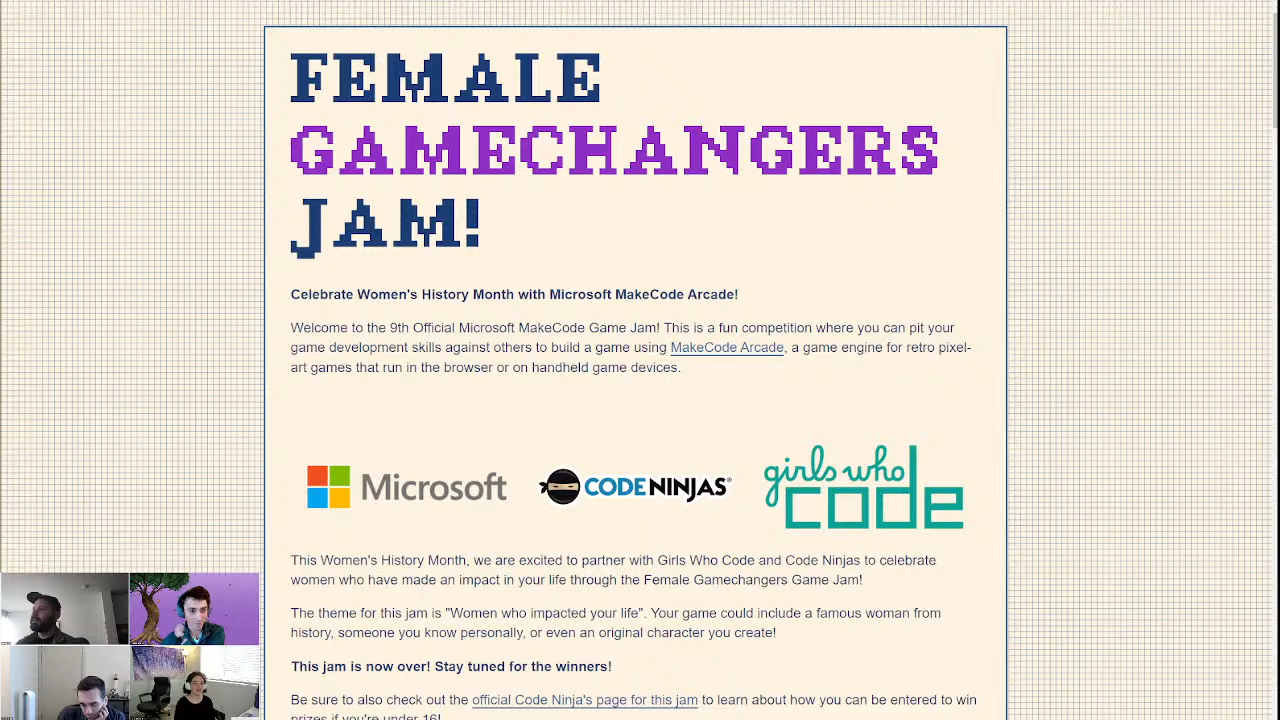 FEMALE
GAMECHANGERS
JAM!
Celebrate Women's History Month with Microsoft MakeCode Arcade!
Welcome to the 9th Official Microsoft MakeCode Game Jam! This is a fun competition where you can pit your
game development skills against others to build a game using MakeCode Arcade, a game engine for retro pixel-
art games that run in the browser or on handheld game devices.
Microsoft CODE NINJAS® girls who
code
This Women's History Month, we are excited to partner with Girls Who Code and Code Ninjas to celebrate
women who have made an impact in your life through the Female Gamechangers Game Jam!
The theme for this jam is "Women who impacted your life". Your game could include a famous woman from
history, someone you know personally, or even an original character you create!
This jam is now over! Stay tuned for the winners!
Be sure to also check out the official Code Ninja's page for this jam to learn about how you can be entered to win
prizes if you're under 16!